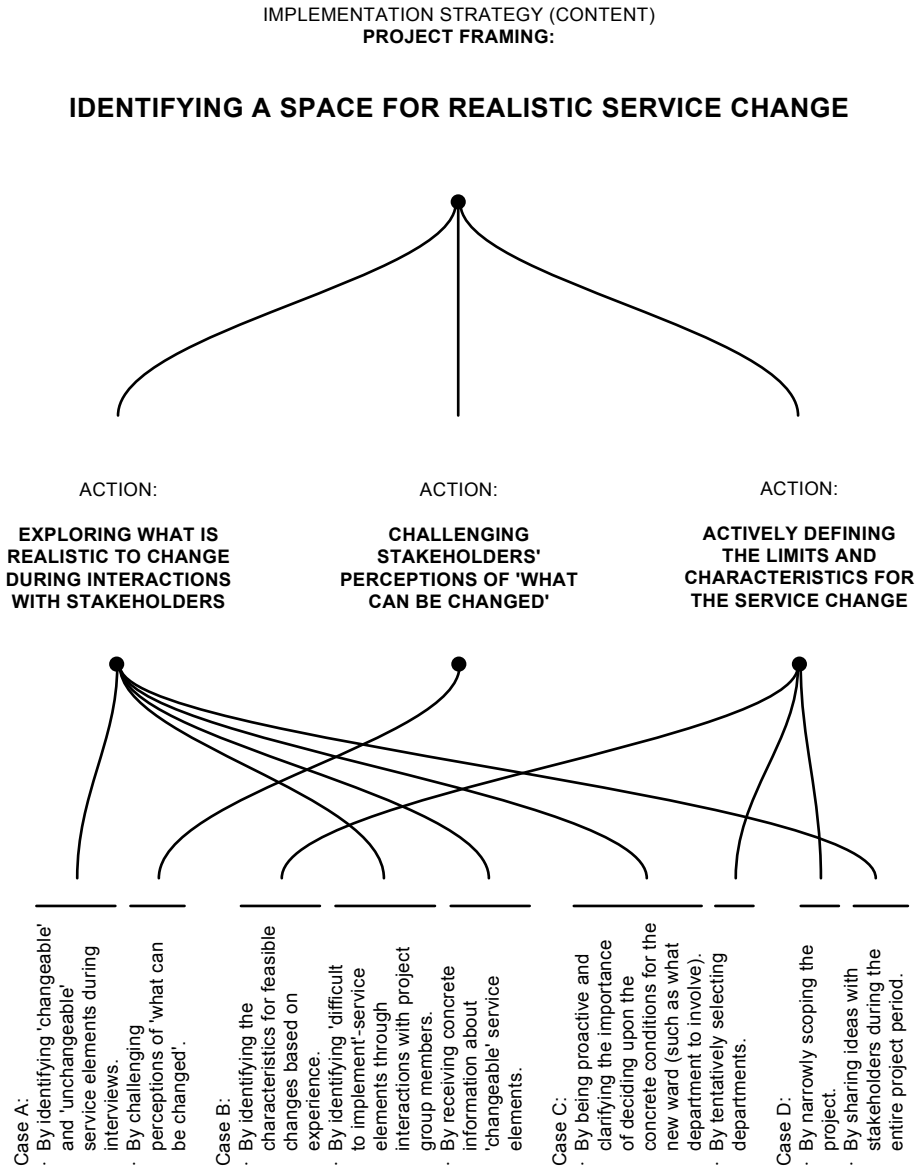 IMPLEMENTATION STRATEGY (CONTENT)
PROJECT FRAMING:
IDENTIFYING A SPACE FOR REALISTIC SERVICE CHANGE
ACTION:
EXPLORING WHAT IS
REALISTIC TO CHANGE
DURING INTERACTIONS
WITH STAKEHOLDERS
ACTION:
CHALLENGING
STAKEHOLDERS'
PERCEPTIONS OF 'WHAT
CAN BE CHANGED'
ACTION:
ACTIVELY DEFINING
THE LIMITS AND
CHARACTERISTICS FOR
THE SERVICE CHANGE
Case A:
· By identifying 'changeable'
and 'unchangeable'
service elements during
interviews.
· By challenging
perceptions of 'what can
be changed'.
Case B:
· By identifying the
characteristics for feasible
changes based on
experience.
· By identifying 'difficult
to implement'-service
elements through
interactions with project
group members.
· By receiving concrete
information about
'changeable' service
elements.
Case C:
· By being proactive and
clarifying the importance
of deciding upon the
concrete conditions for the
new ward (such as what
department to involve).
· By tentatively selecting
departments.
Case D:
· By narrowly scoping the
project.
· By sharing ideas with
stakeholders during the
entire project period.